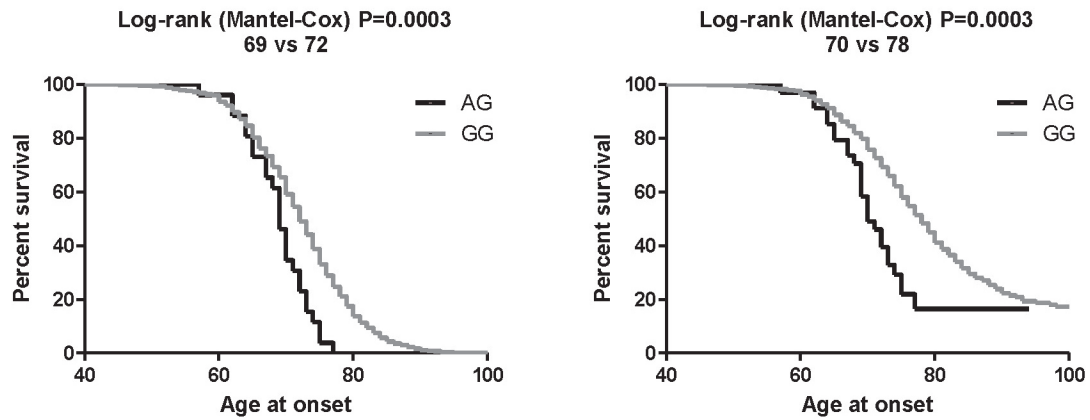 Log-rank (Mantel-Cox) P=0.0003
69 vs 72
100
80
60
40
20
0
Percent survival
AG
GG
40
60
80
100
Age at onset
Log-rank (Mantel-Cox) P=0.0003
70 vs 78
100
80
60
40
20
0
Percent survival
AG
GG
40
60
80
100
Age at onset